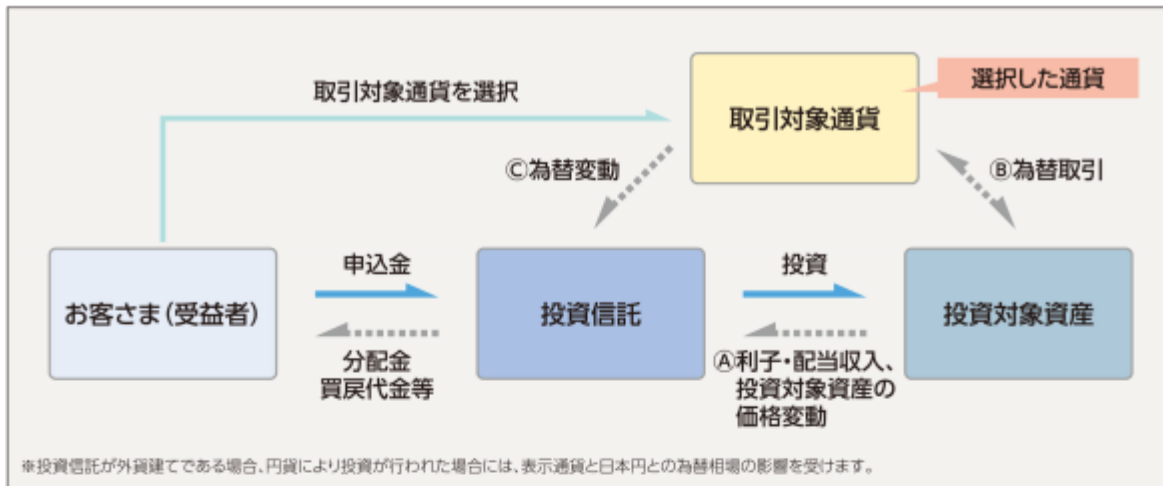 選択した通貨
取引対象通貨を選択
取引対象通貨
Ⓒ為替変動
Ⓑ為替取引
申込金
投資
お客さま(受益者)
投資信託
投資対象資産
分配金
買戻代金等
Ⓐ利子・配当収入、
投資対象資産の
価格変動
※投資信託が外貨建てである場合、円貨により投資が行われた場合には、表示通貨と日本円との為替相場の影響を受けます。